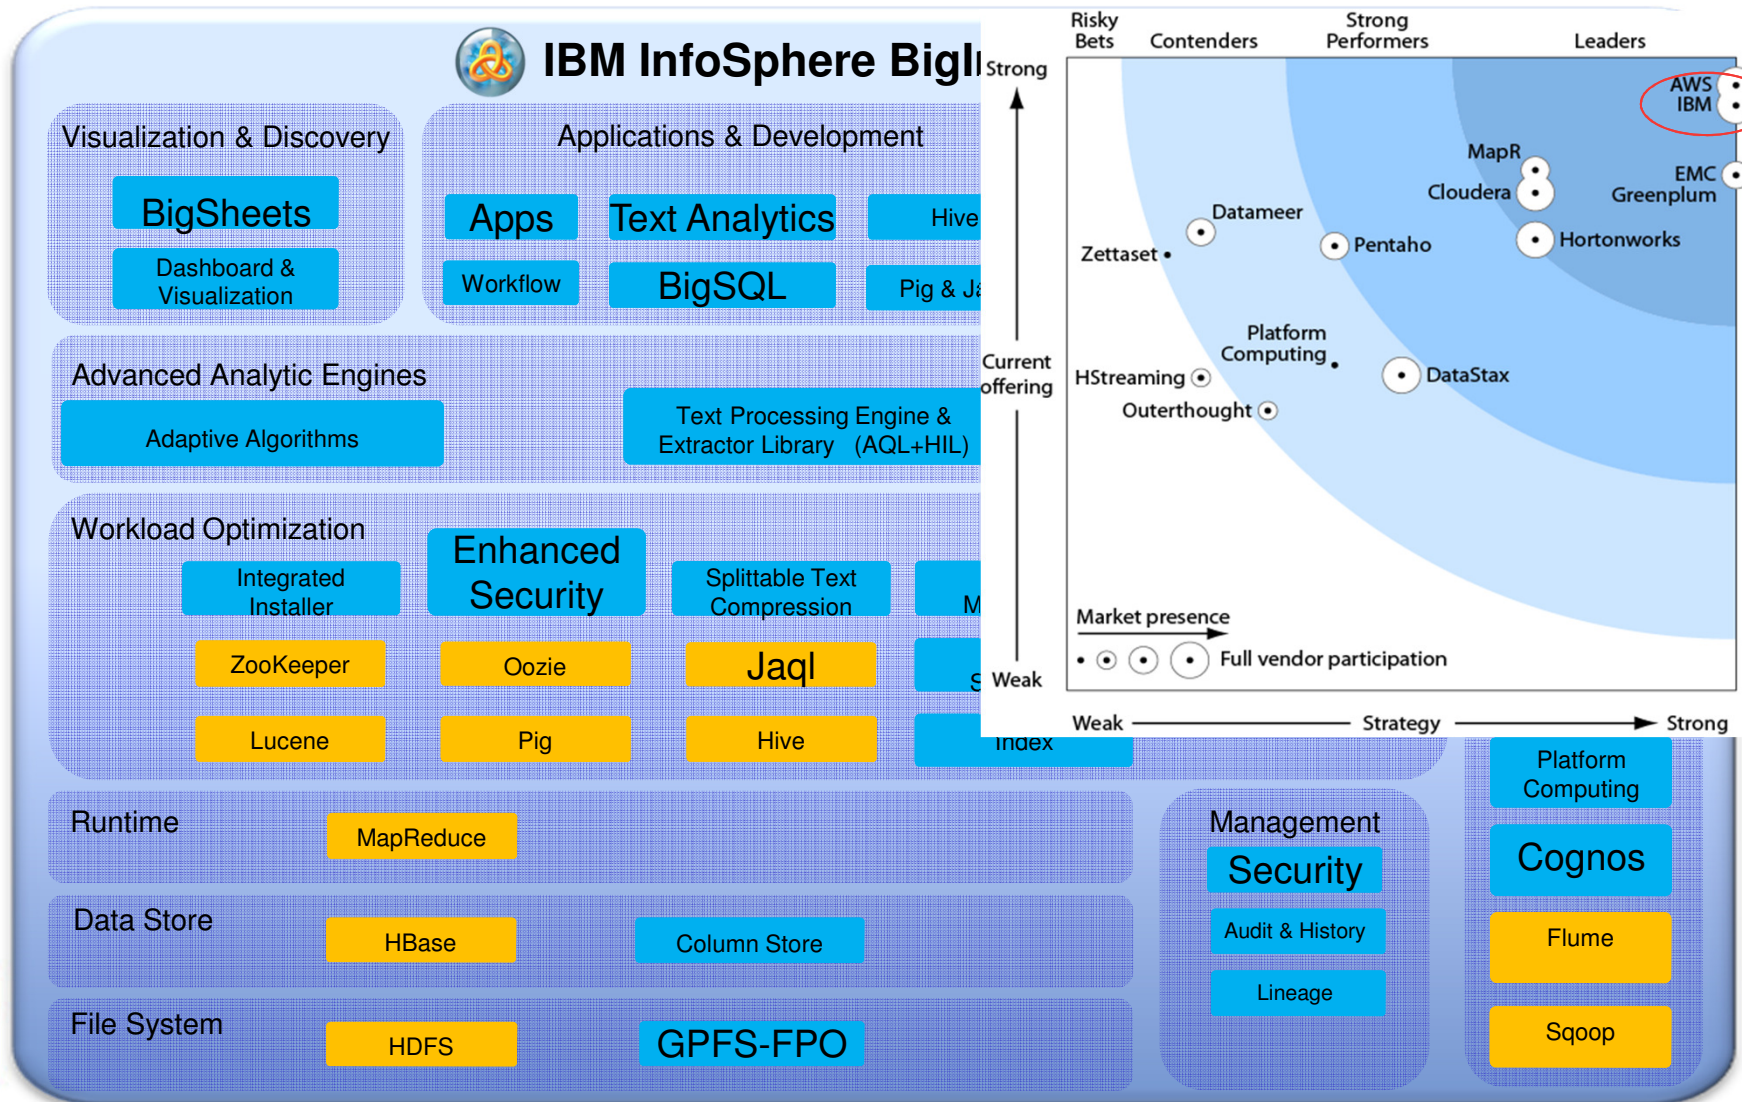 IBM InfoSphere BigI
Visualization & Discovery
BigSheets
Dashboard &
Visualization
Applications & Development
Apps
Text Analytics
Hive
Workflow
BigSQL
Pig & Ja
Advanced Analytic Engines
Adaptive Algorithms
Text Processing Engine &
Extractor Library (AQL+HIL)
Workload Optimization
Integrated
Installer
Enhanced
Security
Splittable Text
Compression
M
ZooKeeper
Oozie
Jaql
S
Lucene
Pig
Hive
Index
Runtime
MapReduce
Data Store
HBase
Column Store
File System
HDFS
GPFS-FPO
Management
Security
Audit & History
Lineage
Platform
Computing
Cognos
Flume
Sqoop
Risky
Bets
Contenders
Strong
Performers
Leaders
Strong
AWS
IBM
MapR
EMC
Cloudera
Greenplum
Datameer
Hortonworks
Pentaho
Zettaset
Platform
Computing
Current
offering
HStreaming
DataStax
Outerthought
Market presence
Full vendor participation
Weak
Weak
Strategy
Strong